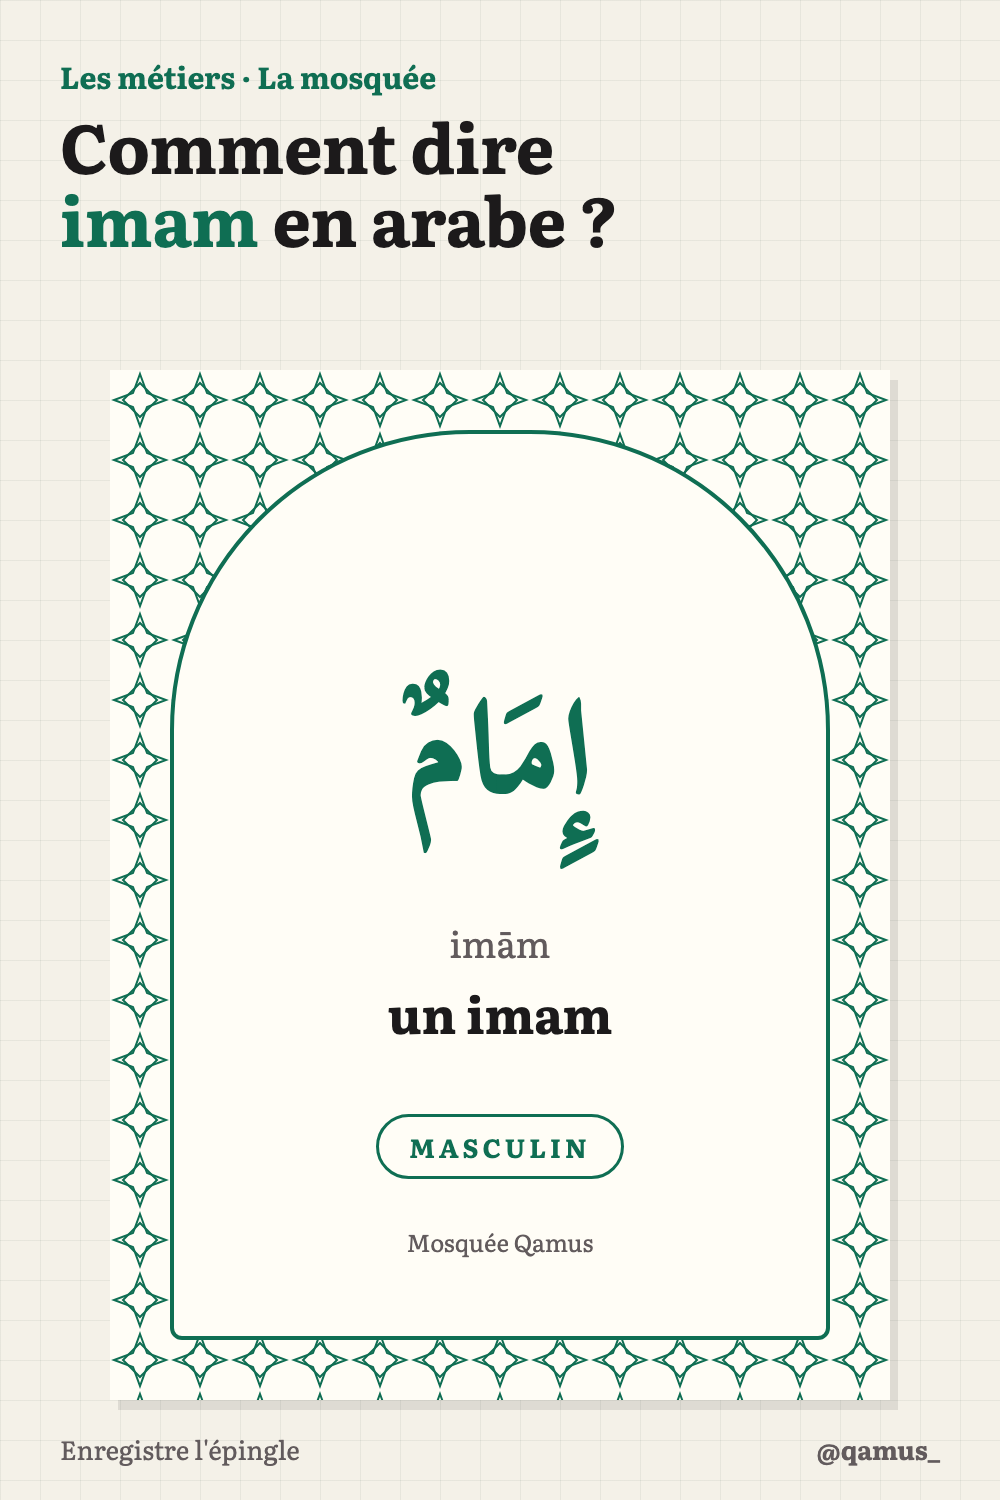 Les métiers · La mosquée
Comment dire
imam en arabe ?
إِمَامٌ
imām
un imam
MASCULIN
Mosquée Qamus
Enregistre l'épingle
@qamus_